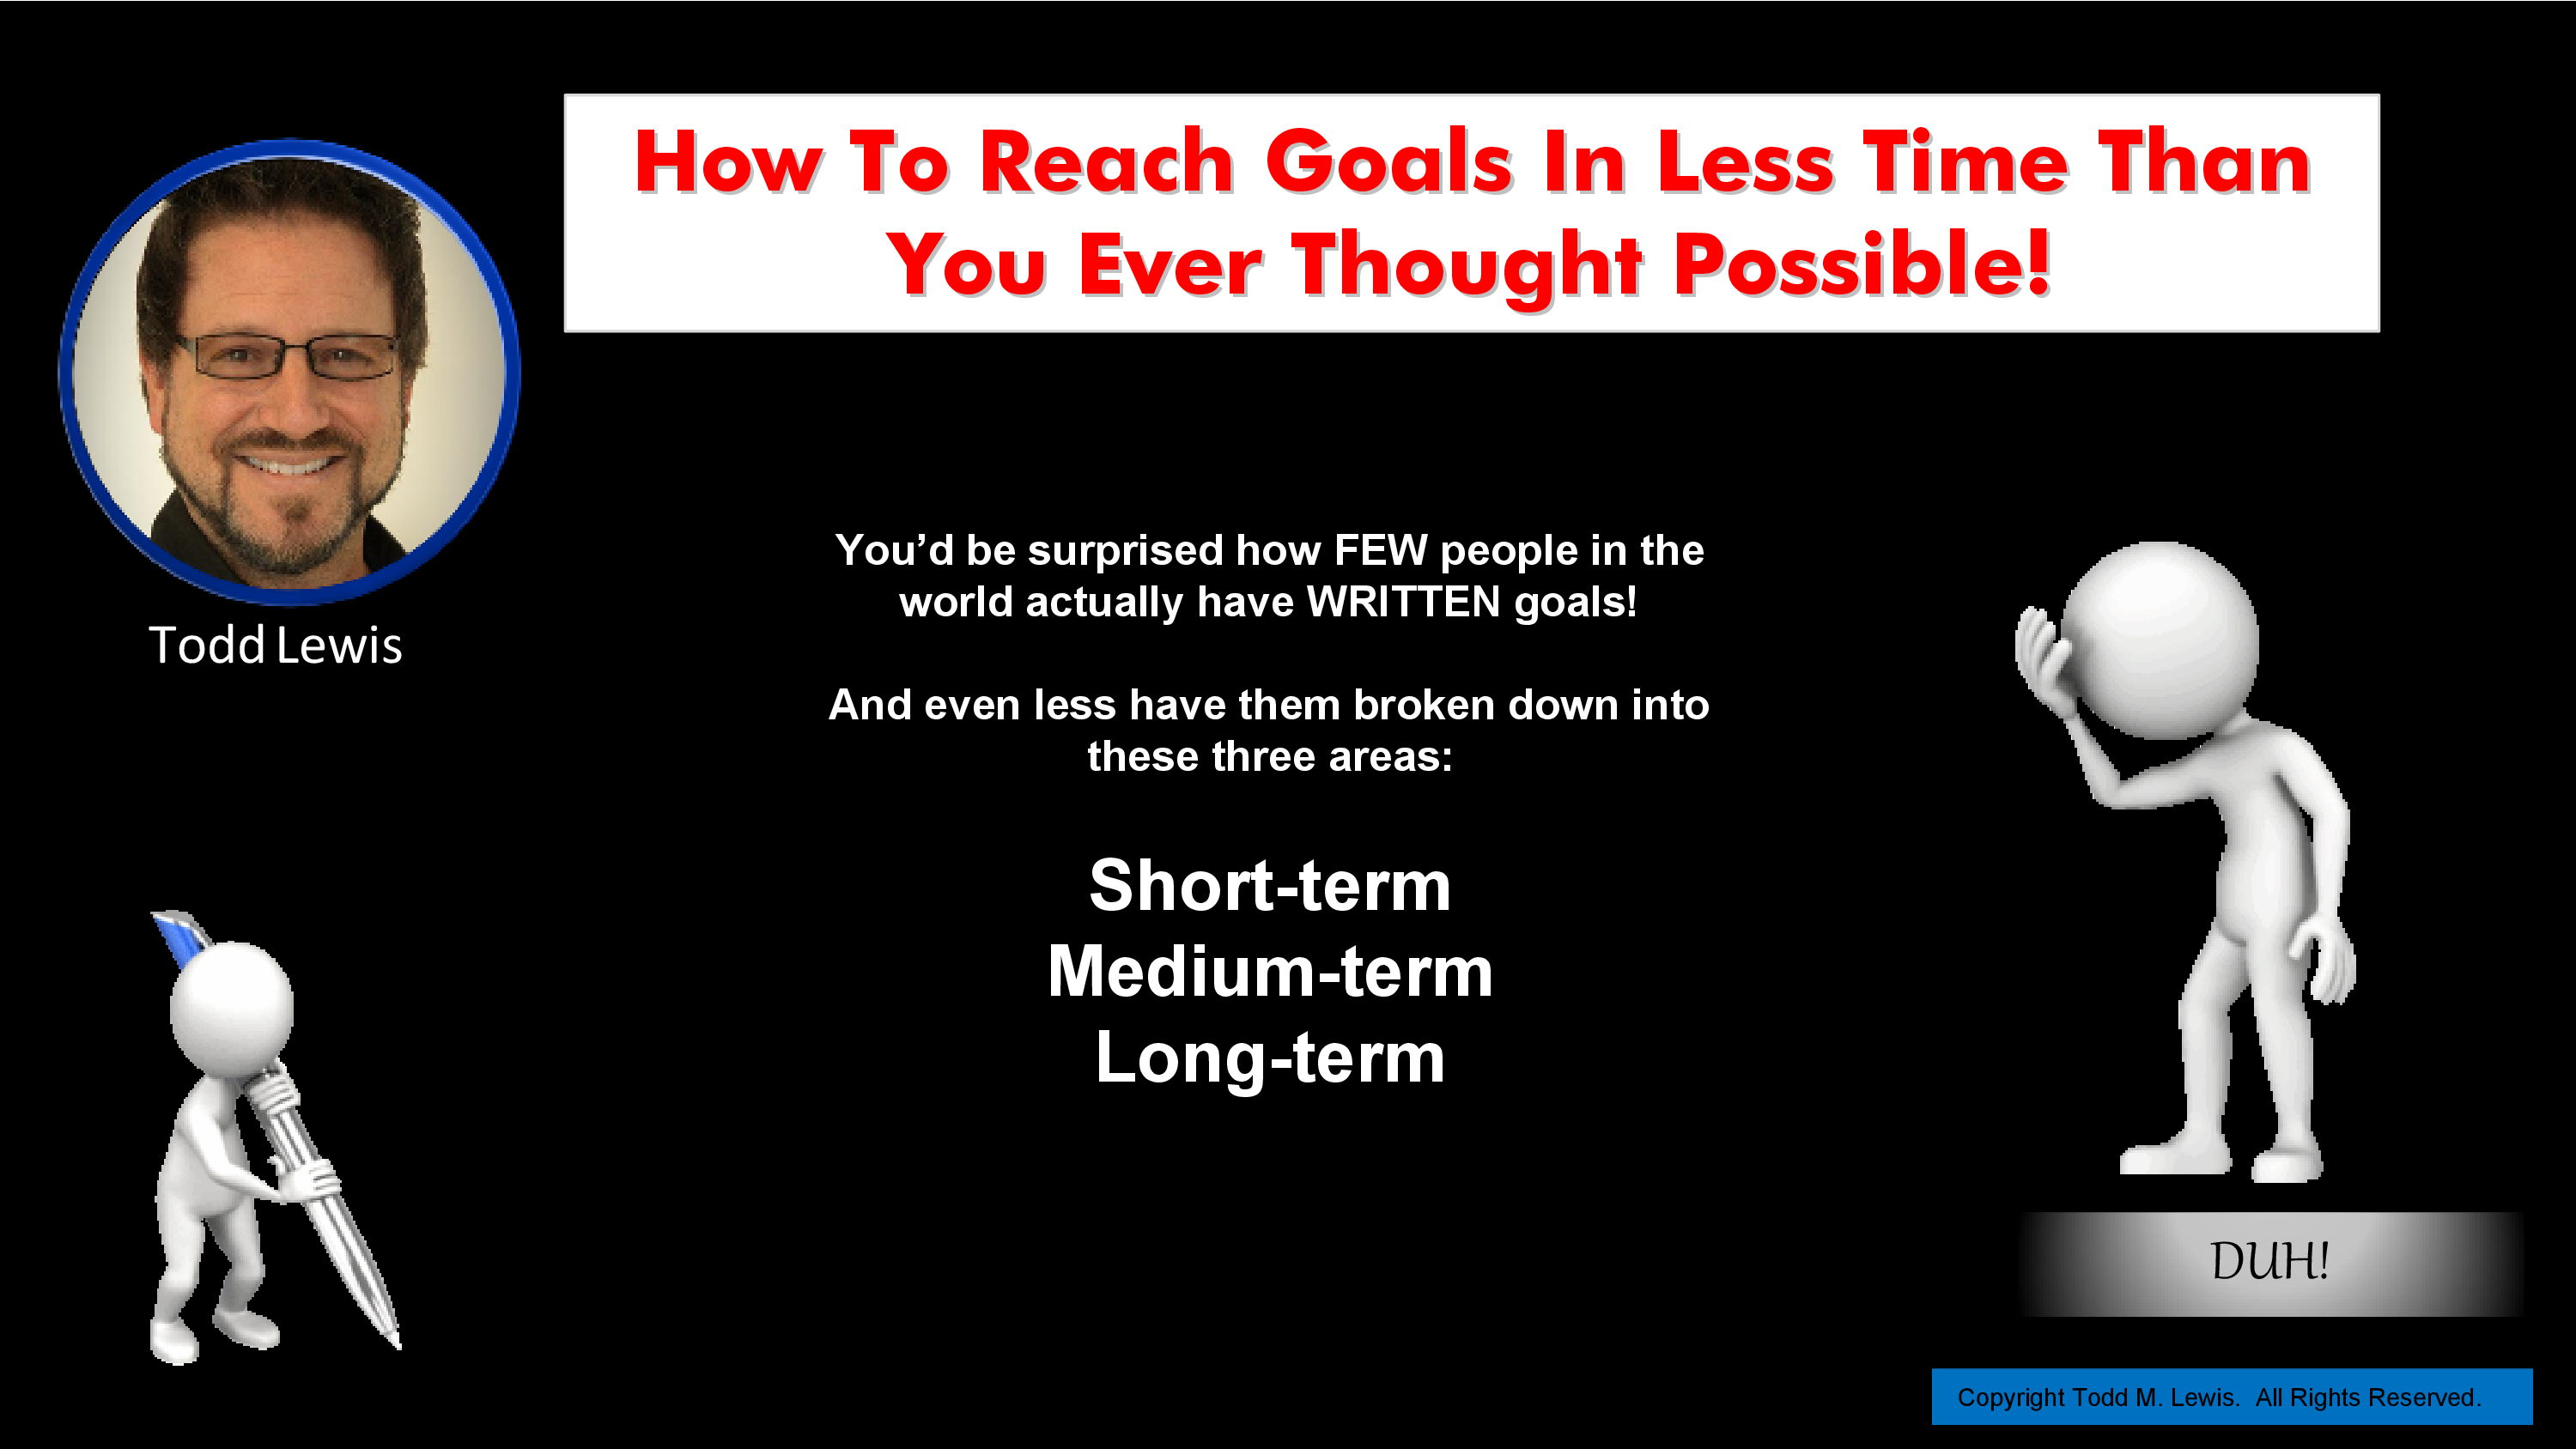 How To Reach Goals In Less Time Than
You Ever Thought Possible!
Todd Lewis
You’d be surprised how FEW people in the
world actually have WRITTEN goals!
And even less have them broken down into
these three areas:
Short-term
Medium-term
Long-term
DUH!
Copyright Todd M. Lewis.  All Rights Reserved.